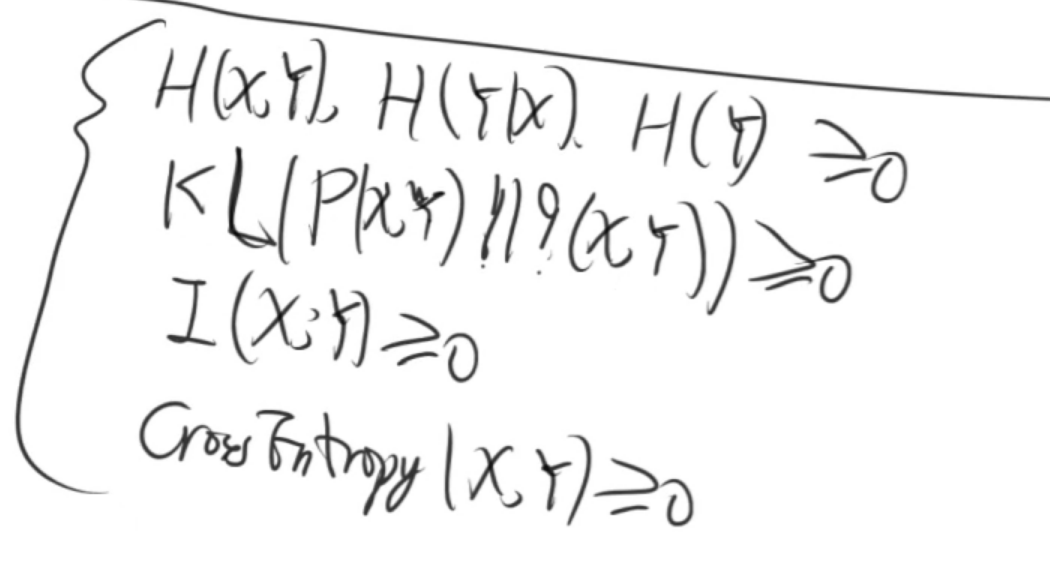 H(X,Y), H(Y|X), H(Y) ≥0
KL(P(X,Y)||q(X,Y))≥0
I(X;Y)≥0
CrossEntropy(X,Y)≥0